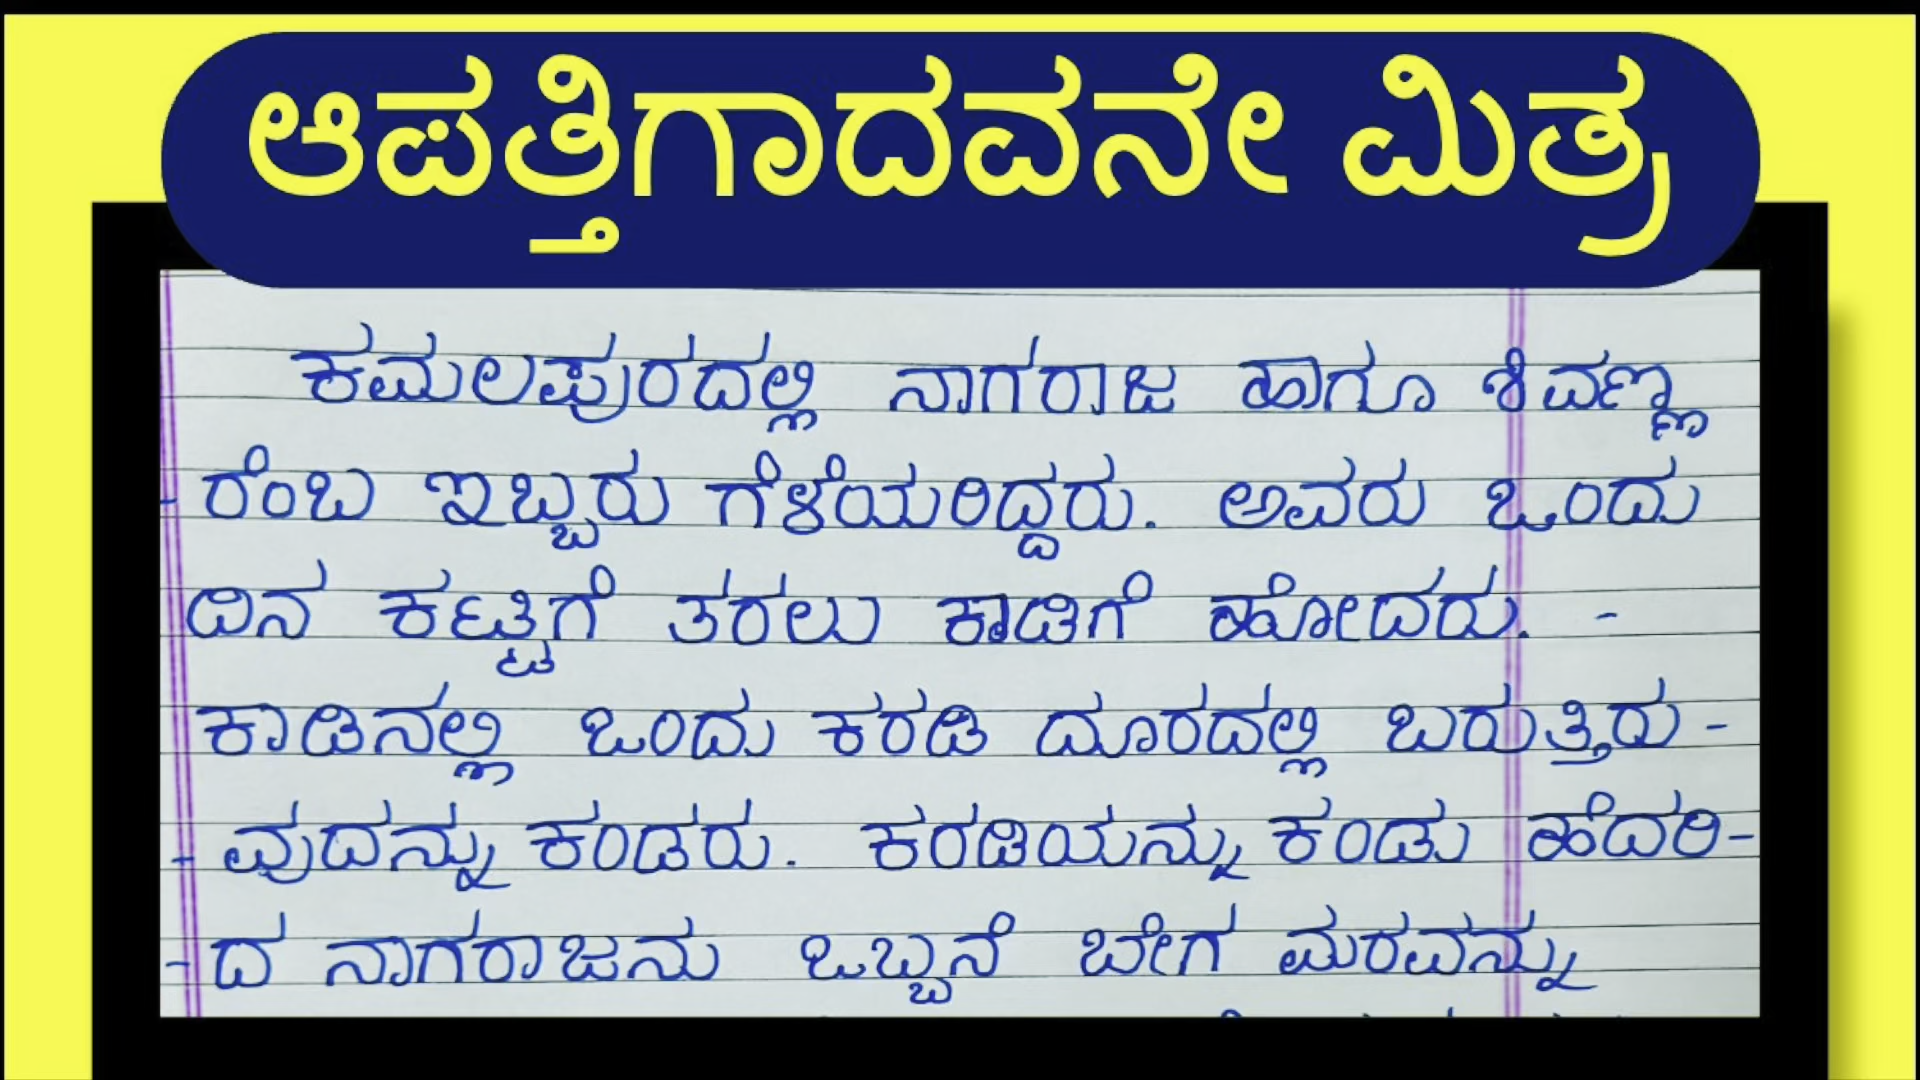 ಆಪತ್ತಿಗಾದವನೇ ಮಿತ್ರ
ಕಮಲಪುರದಲ್ಲಿ ನಾಗರಾಜ ಹಾಗೂ ಶಿವಣ್ಣ
- ರೆಂಬ ಇಬ್ಬರು ಗೆಳೆಯರಿದ್ದರು. ಅವರು ಒಂದು
ದಿನ ಕಟ್ಟಿಗೆ ತರಲು ಕಾಡಿಗೆ ಹೋದರು. -
ಕಾಡಿನಲ್ಲಿ ಒಂದು ಕರಡಿ ದೂರದಲ್ಲಿ ಬರುತ್ತಿರು -
- ವುದನ್ನು ಕಂಡರು. ಕರಡಿಯನ್ನು ಕಂಡು ಹೆದರಿ-
-ದ ನಾಗರಾಜನು ಒಬ್ಬನೆ ಬೇಗ ಮರವನ್ನು